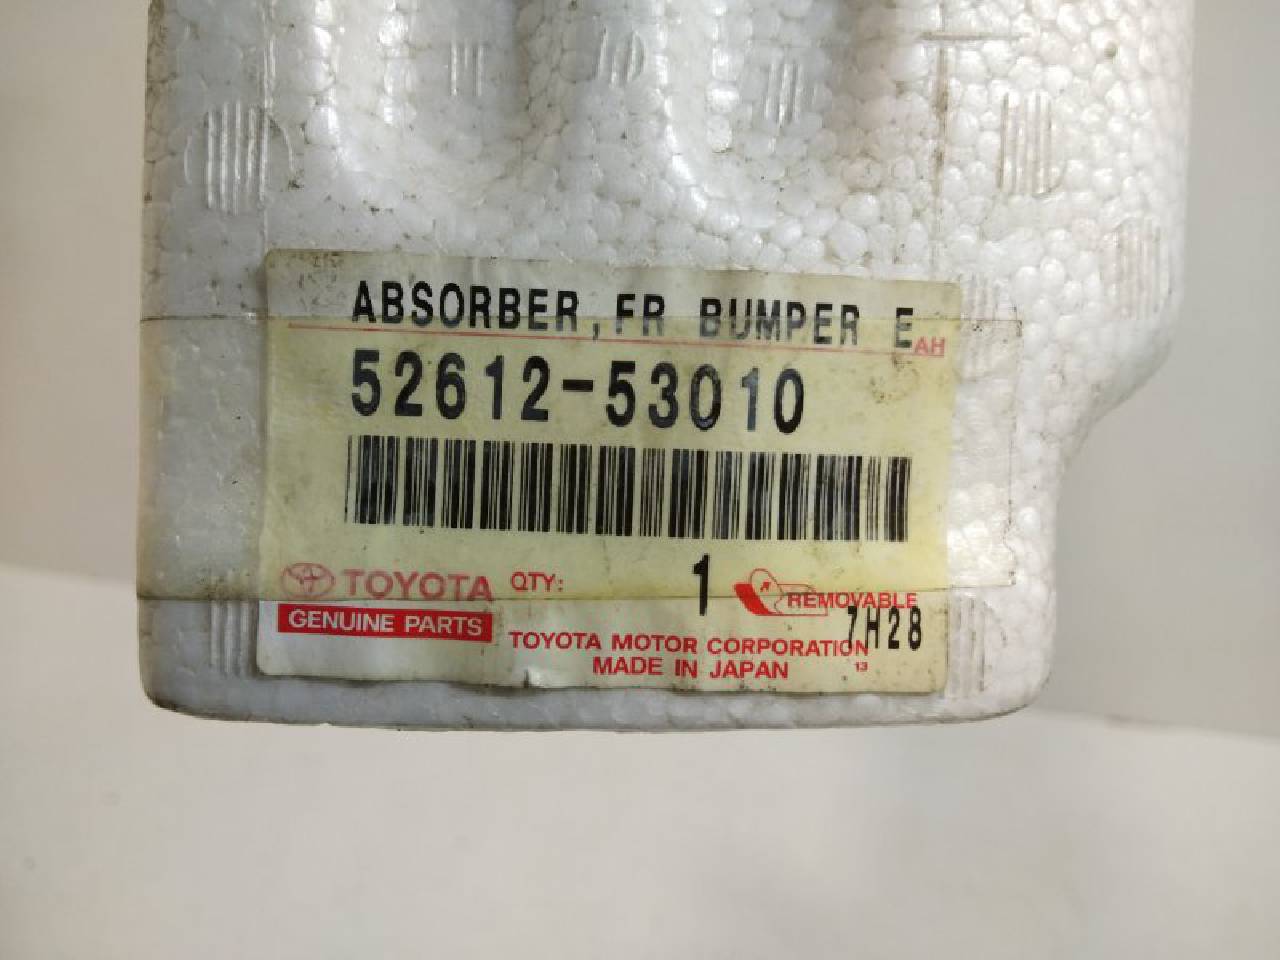 ABSORBER, FR BUMPER E
AH
52612-53010
TOYOTA QTY: 1 REMOVABLE
GENUINE PARTS 7H28
TOYOTA MOTOR CORPORATION
MADE IN JAPAN 13